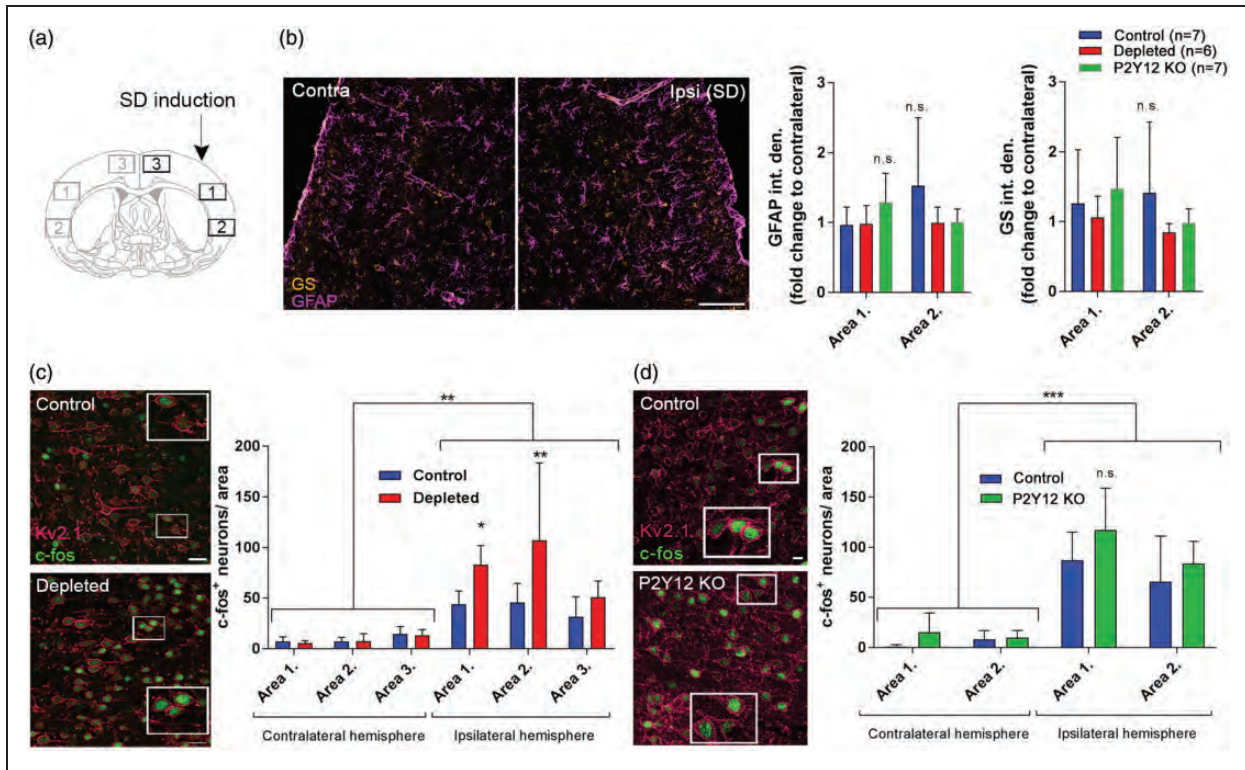 (a)
SD induction
3
3
1
1
2
2
(b)
Contra
Ipsi (SD)
GS
GFAP
Control (n=7)
Depleted (n=6)
P2Y12 KO (n=7)
GFAP int. den.
(fold change to contralateral)
3
2
1
0
n.s.
n.s.
Area 1.
Area 2.
GS int. den.
(fold change to contralateral)
3
2
1
0
n.s.
Area 1.
Area 2.
(c)
Control
Kv2.1
c-fos
Depleted
c-fos+ neurons/ area
200
150
100
50
0
**
Control
Depleted
*
**
Area 1.
Area 2.
Area 3.
Area 1.
Area 2.
Area 3.
Contralateral hemisphere
Ipsilateral hemisphere
(d)
Control
Kv2.1
c-fos
P2Y12 KO
c-fos+ neurons/ area
200
150
100
50
0
***
Control
P2Y12 KO
n.s.
Area 1.
Area 2.
Area 1.
Area 2.
Contralateral hemisphere
Ipsilateral hemisphere